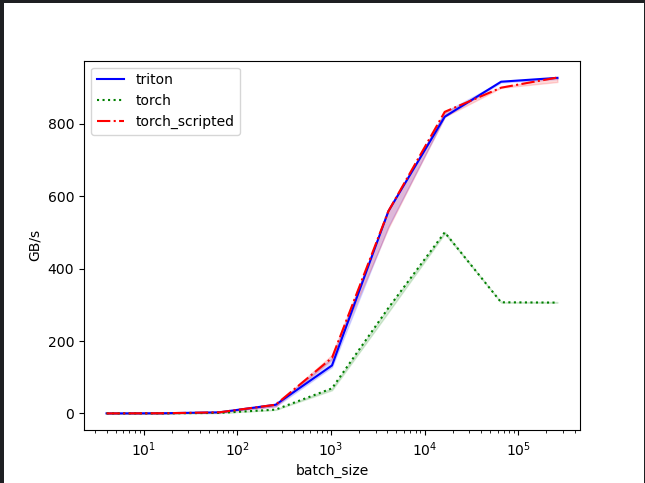 triton
torch
torch_scripted
800
600
400
200
0
GB/s
10¹ 10² 10³ 10⁴ 10⁵
batch_size